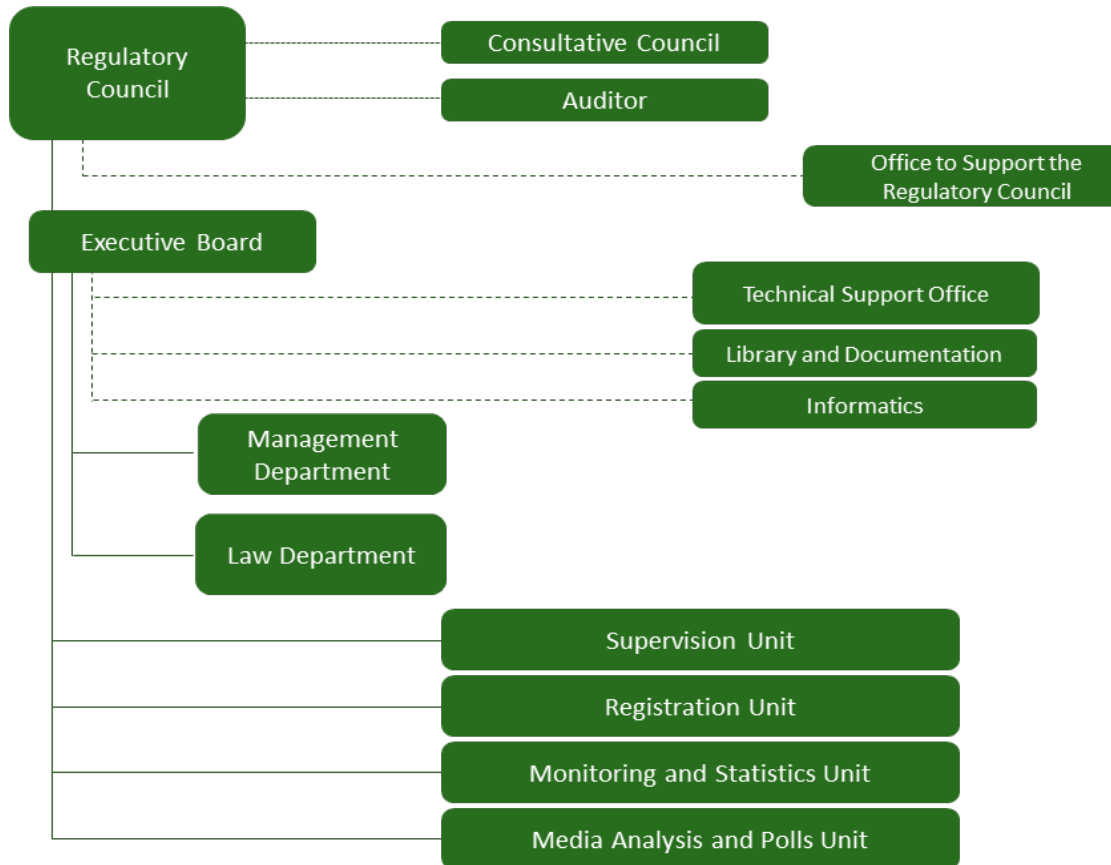 Regulatory
Council
Consultative Council
Auditor
Office to Support the
Regulatory Council
Executive Board
Technical Support Office
Library and Documentation
Informatics
Management
Department
Law Department
Supervision Unit
Registration Unit
Monitoring and Statistics Unit
Media Analysis and Polls Unit